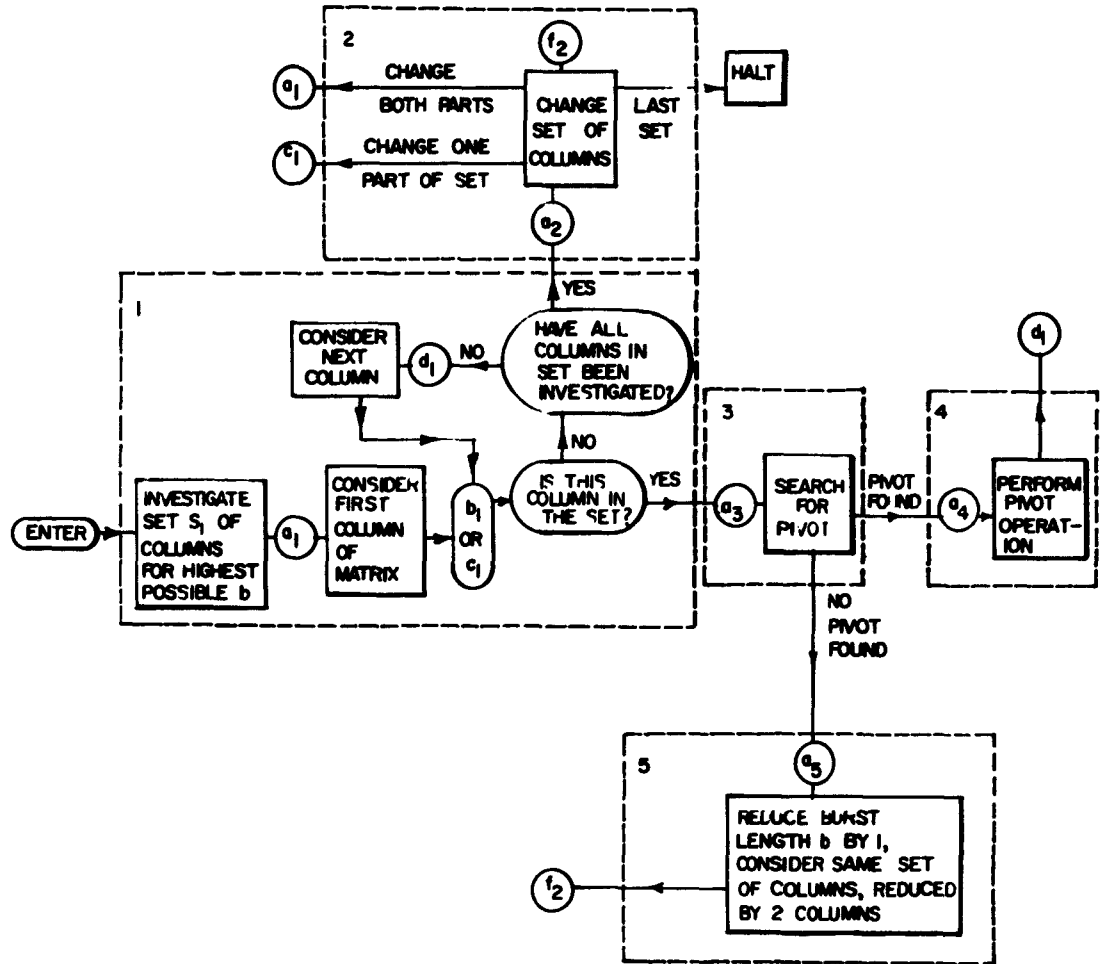 2
f2
CHANGE
BOTH PARTS
a1
CHANGE
SET OF
COLUMNS
LAST
SET
HALT
CHANGE ONE
PART OF SET
c1
a2
YES
1
CONSIDER
NEXT
COLUMN
d1
NO
HAVE ALL
COLUMNS IN
SET BEEN
INVESTIGATED?
NO
ENTER
INVESTIGATE
SET S1 OF
COLUMNS
FOR HIGHEST
POSSIBLE b
a1
CONSIDER
FIRST
COLUMN
OF
MATRIX
b1
OR
c1
IS THIS
COLUMN IN
THE SET?
YES
3
a3
SEARCH
FOR
PIVOT
PIVOT
FOUND
d1
4
a4
PERFORM
PIVOT
OPERAT-
ION
NO
PIVOT
FOUND
5
a5
REDUCE BURST
LENGTH b BY 1,
CONSIDER SAME SET
OF COLUMNS, REDUCED
BY 2 COLUMNS
f2